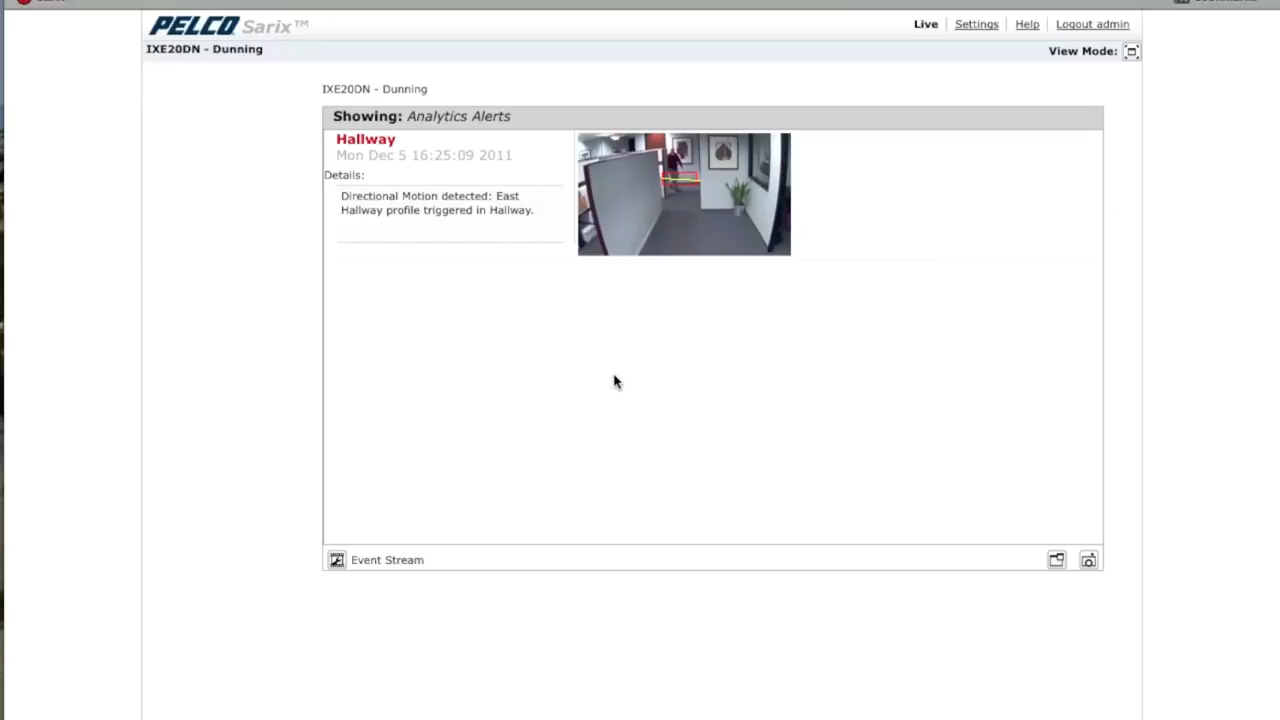 PELCO Sarix™
Live Settings Help Logout admin
IXE20DN - Dunning
View Mode:
IXE20DN - Dunning
Showing: Analytics Alerts
Hallway
Mon Dec 5 16:25:09 2011
Details:
Directional Motion detected: East
Hallway profile triggered in Hallway.
Event Stream